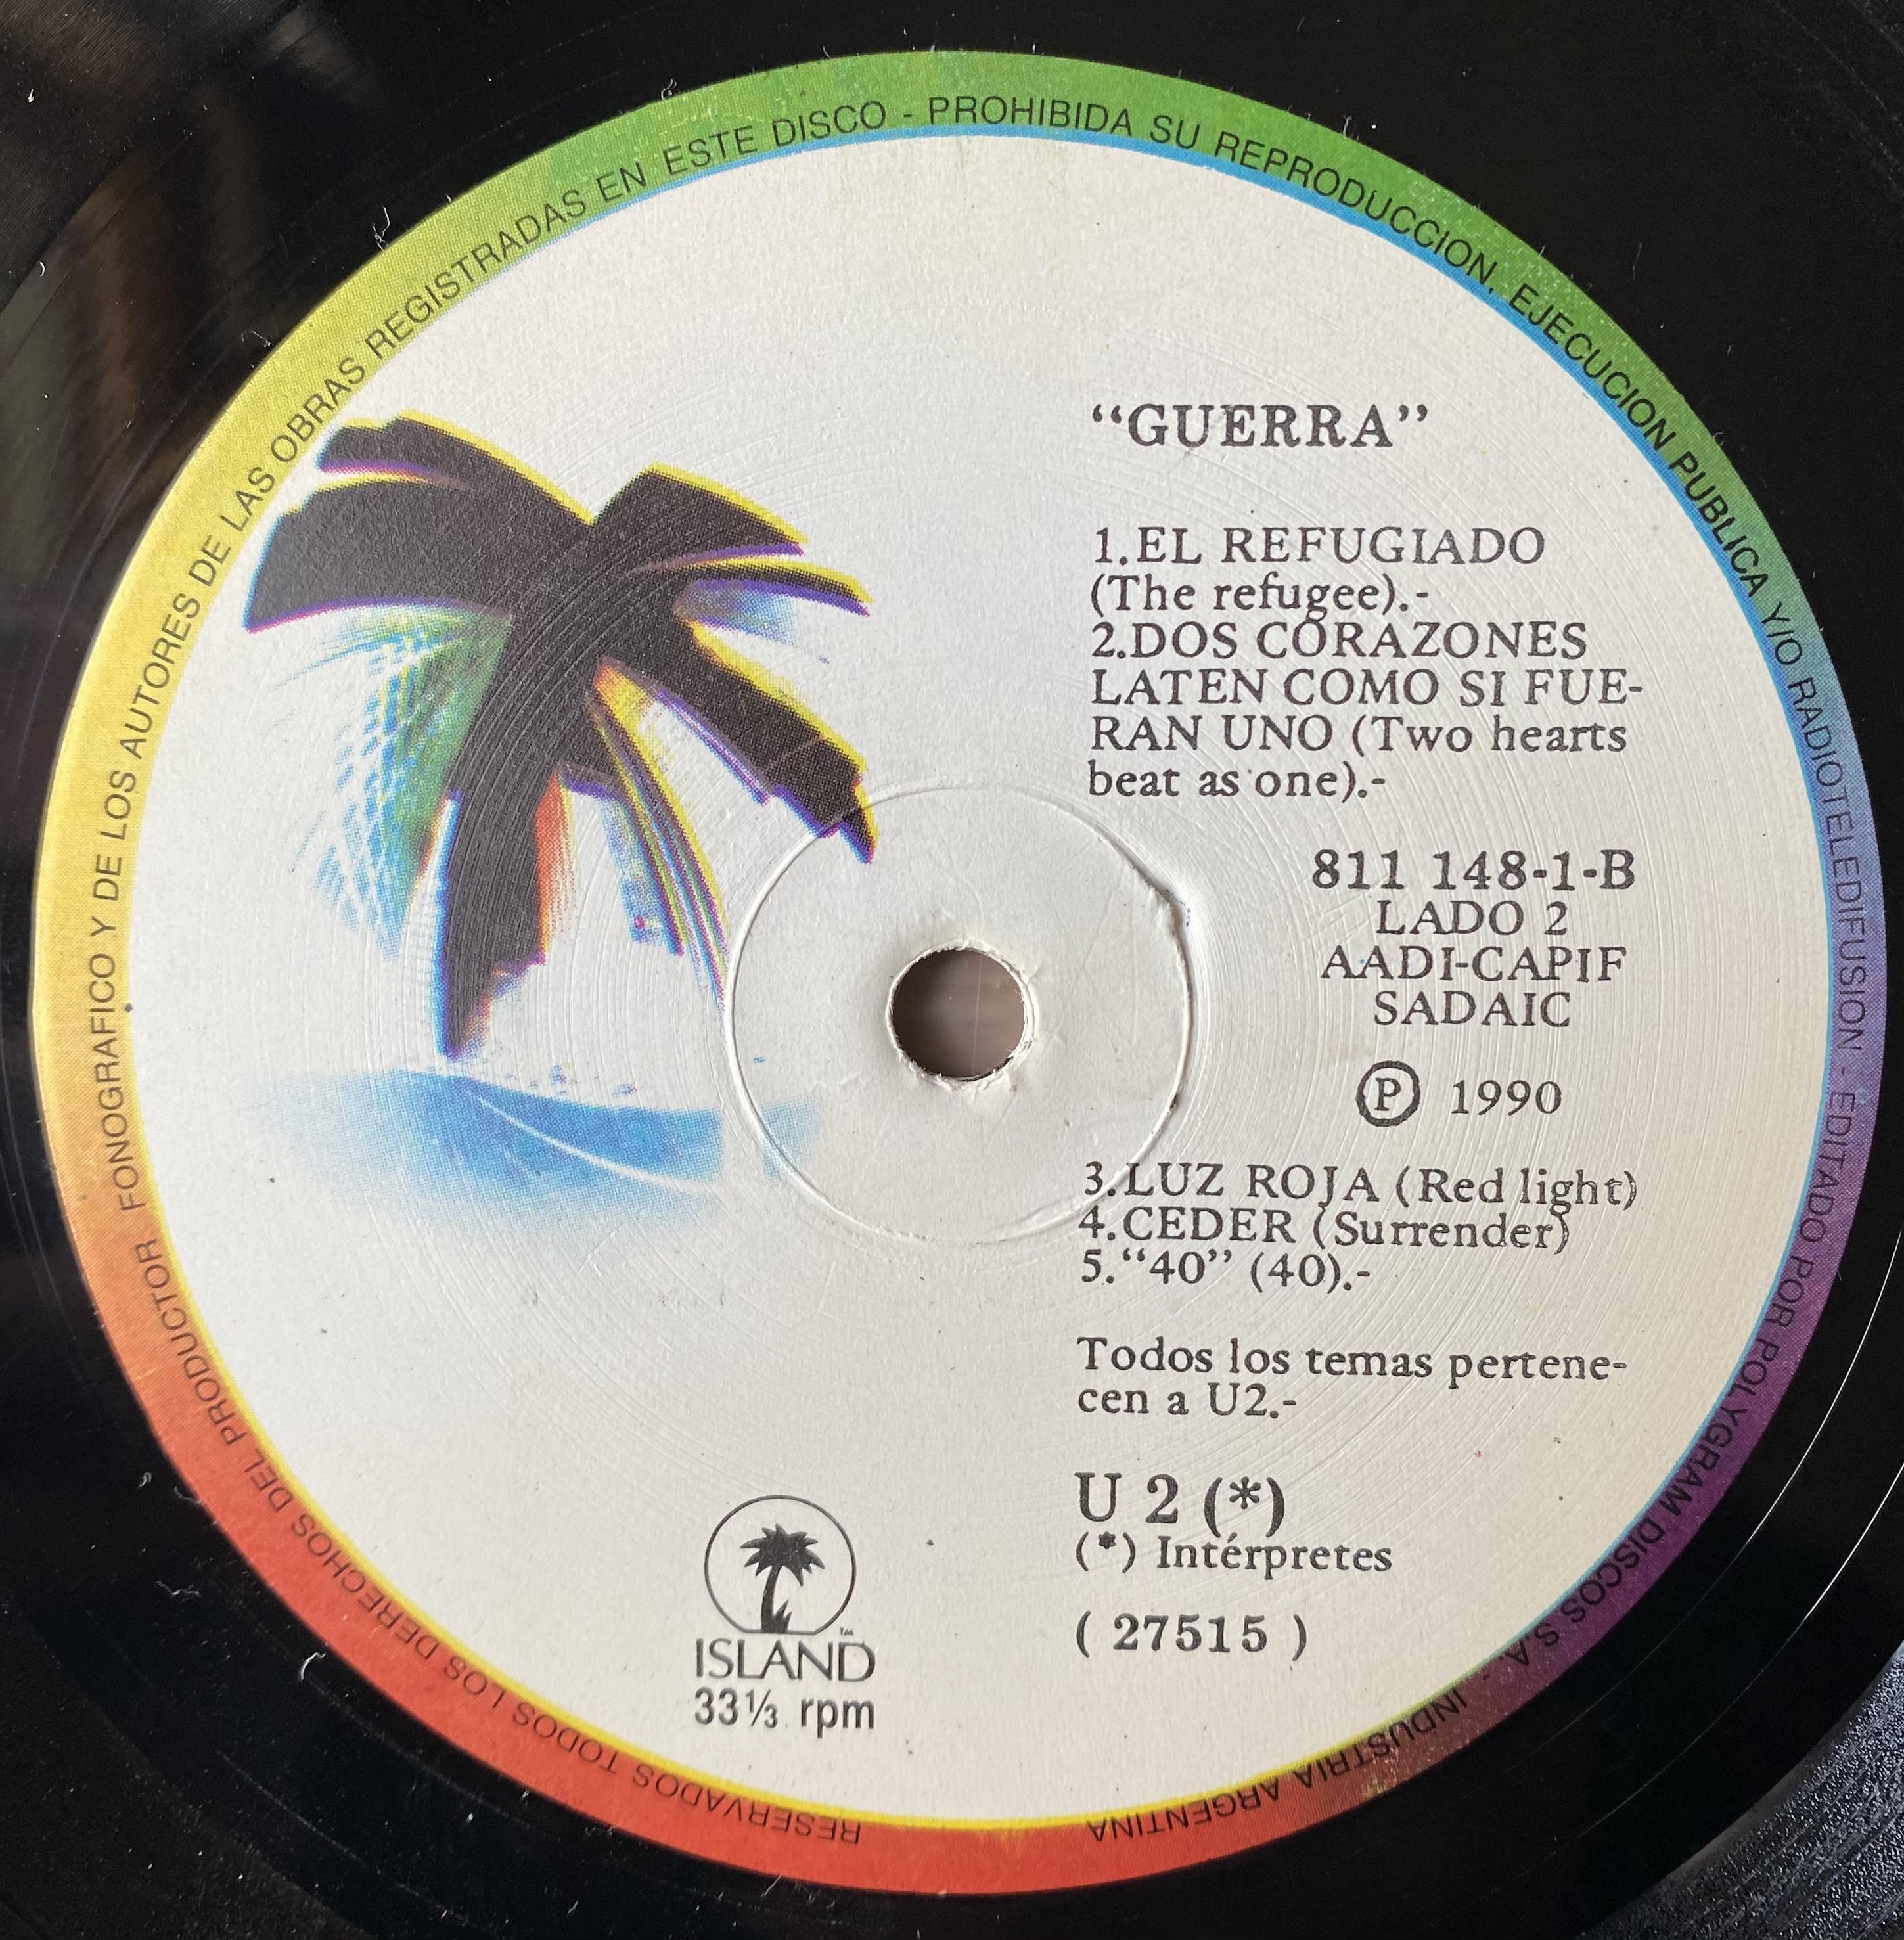 RESERVADOS TODOS LOS DERECHOS DEL PRODUCTOR FONOGRAFICO Y DE LOS AUTORES DE LAS OBRAS REGISTRADAS EN ESTE DISCO - PROHIBIDA SU REPRODUCCION, EJECUCION PUBLICA Y/O RADIOTELEDIFUSION - EDITADO POR POLYGRAM DISCOS S.A. - INDUSTRIA ARGENTINA
“GUERRA”
1.EL REFUGIADO
(The refugee).-
2.DOS CORAZONES
LATEN COMO SI FUE-
RAN UNO (Two hearts
beat as one).-
811 148-1-B
LADO 2
AADI-CAPIF
SADAIC
Ⓟ 1990
3.LUZ ROJA (Red light)
4.CEDER (Surrender)
5.“40” (40).-
Todos los temas pertene-
cen a U2.-
U 2 (*)
(*) Intérpretes
( 27515 )
ISLAND™
33⅓ rpm